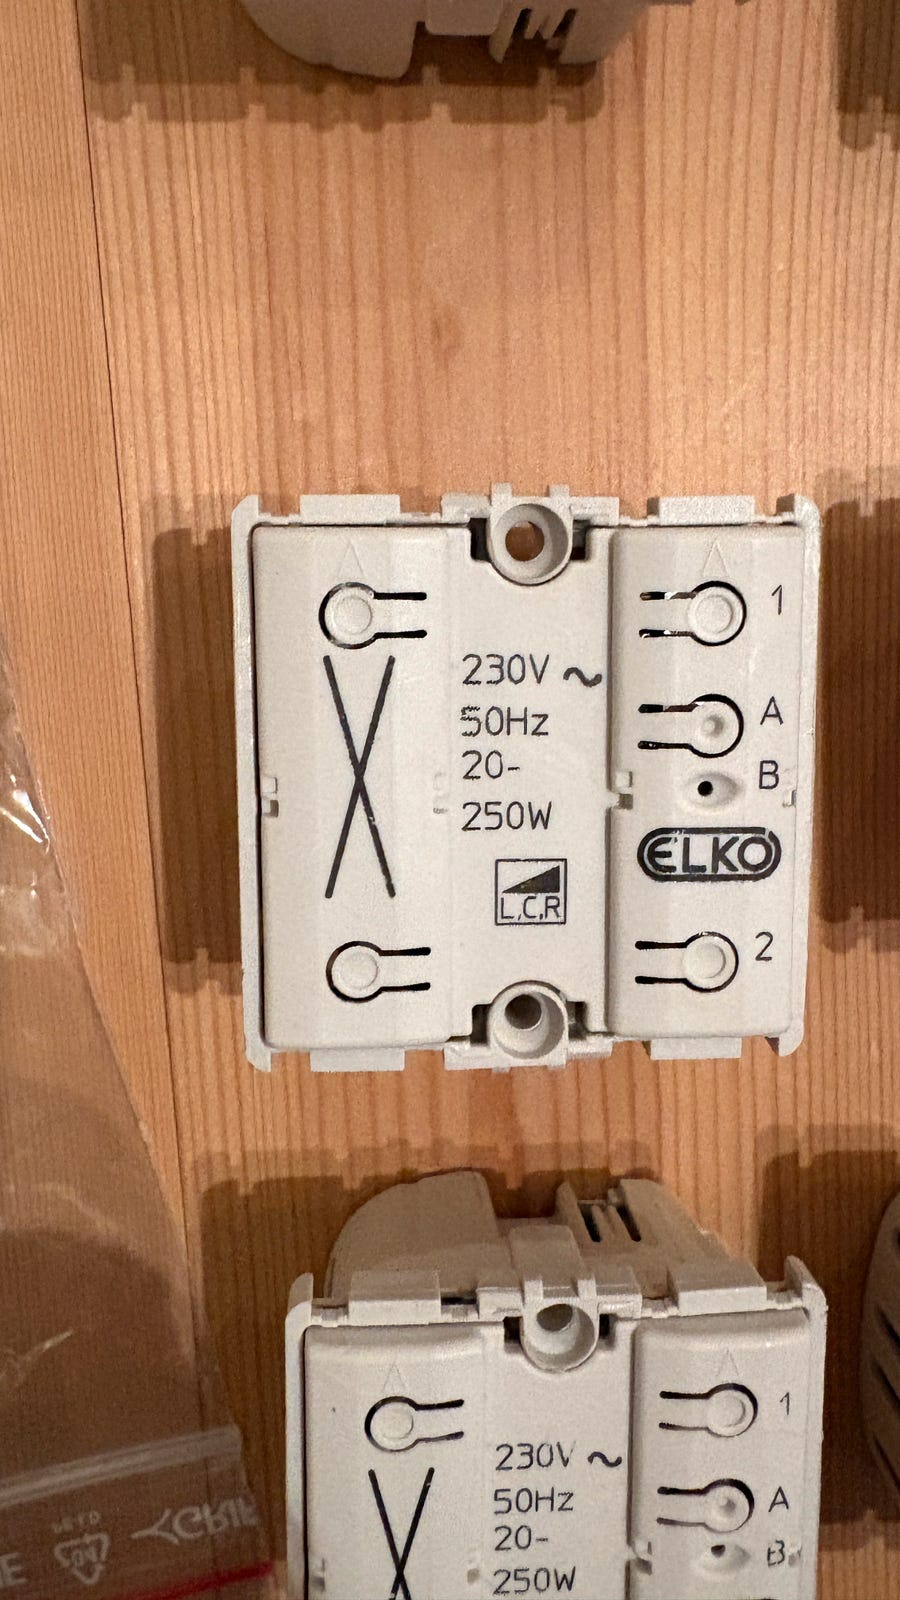 1
230V ~
50Hz
20-
250W
A
B
ELKO
L,C,R
2
1
230V ~
50Hz
20-
250W
A
B